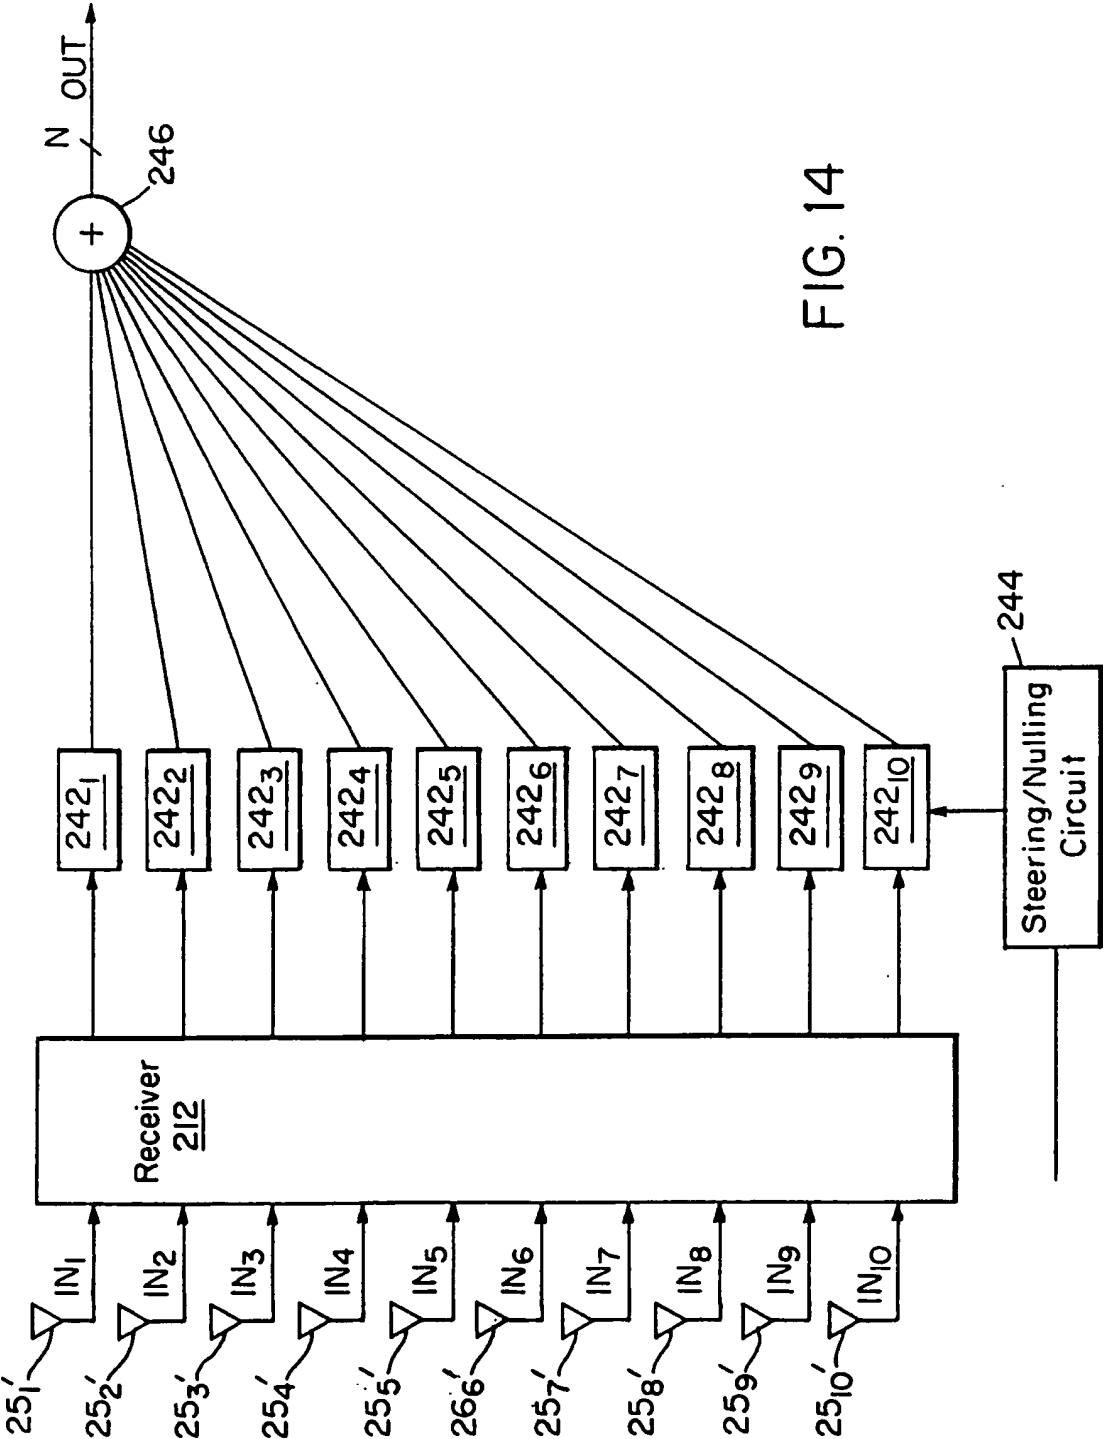 25₁'
25₂'
25₃'
25₄'
25₅'
26₆'
25₇'
25₈'
25₉'
25₁₀'
IN₁
IN₂
IN₃
IN₄
IN₅
IN₆
IN₇
IN₈
IN₉
IN₁₀
Receiver
212
242₁
242₂
242₃
242₄
242₅
242₆
242₇
242₈
242₉
242₁₀
Steering/Nulling
Circuit
244
+
246
N
OUT
FIG. 14